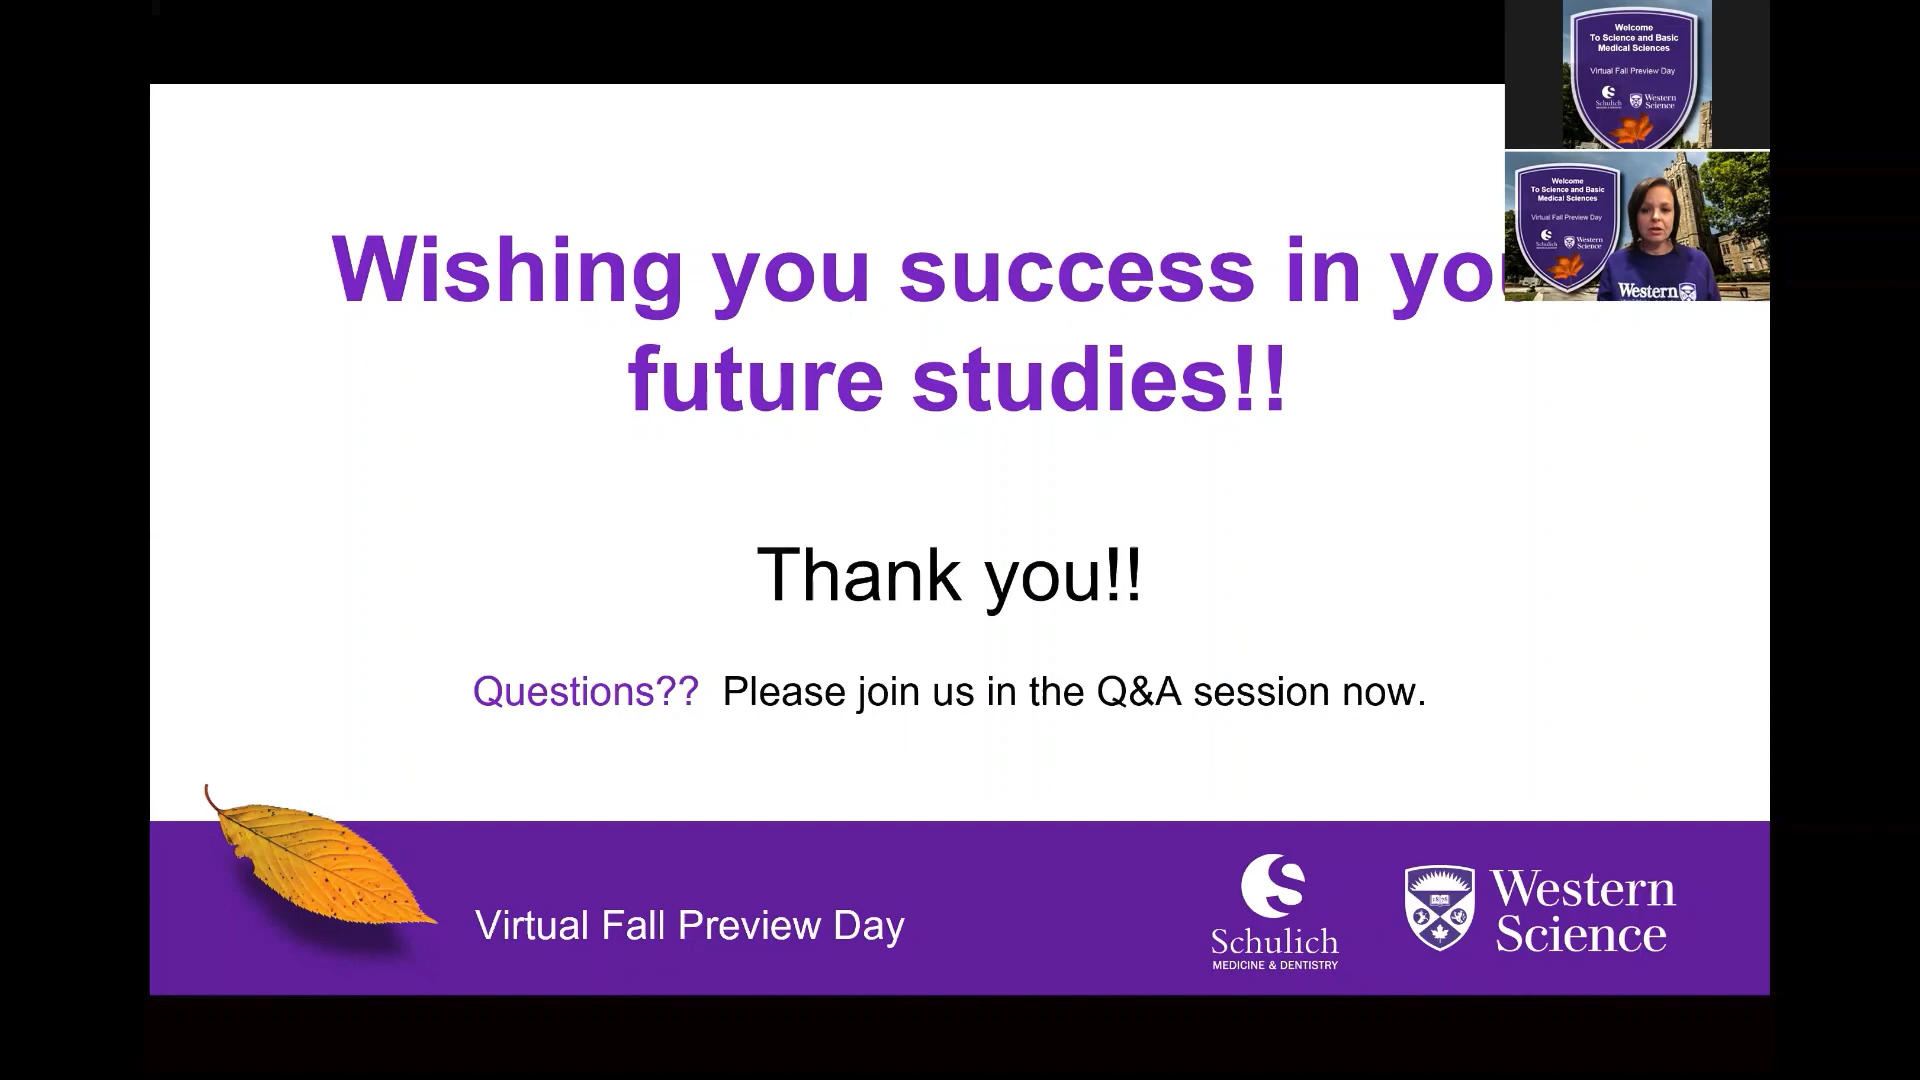 Welcome
To Science and Basic
Medical Sciences
Virtual Fall Preview Day
Schulich
Western
Science
Welcome
To Science and Basic
Medical Sciences
Virtual Fall Preview Day
Schulich
Western
Science
Western
Wishing you success in yo
future studies!!
Thank you!!
Questions?? Please join us in the Q&A session now.
Virtual Fall Preview Day
Schulich
MEDICINE & DENTISTRY
Western
Science